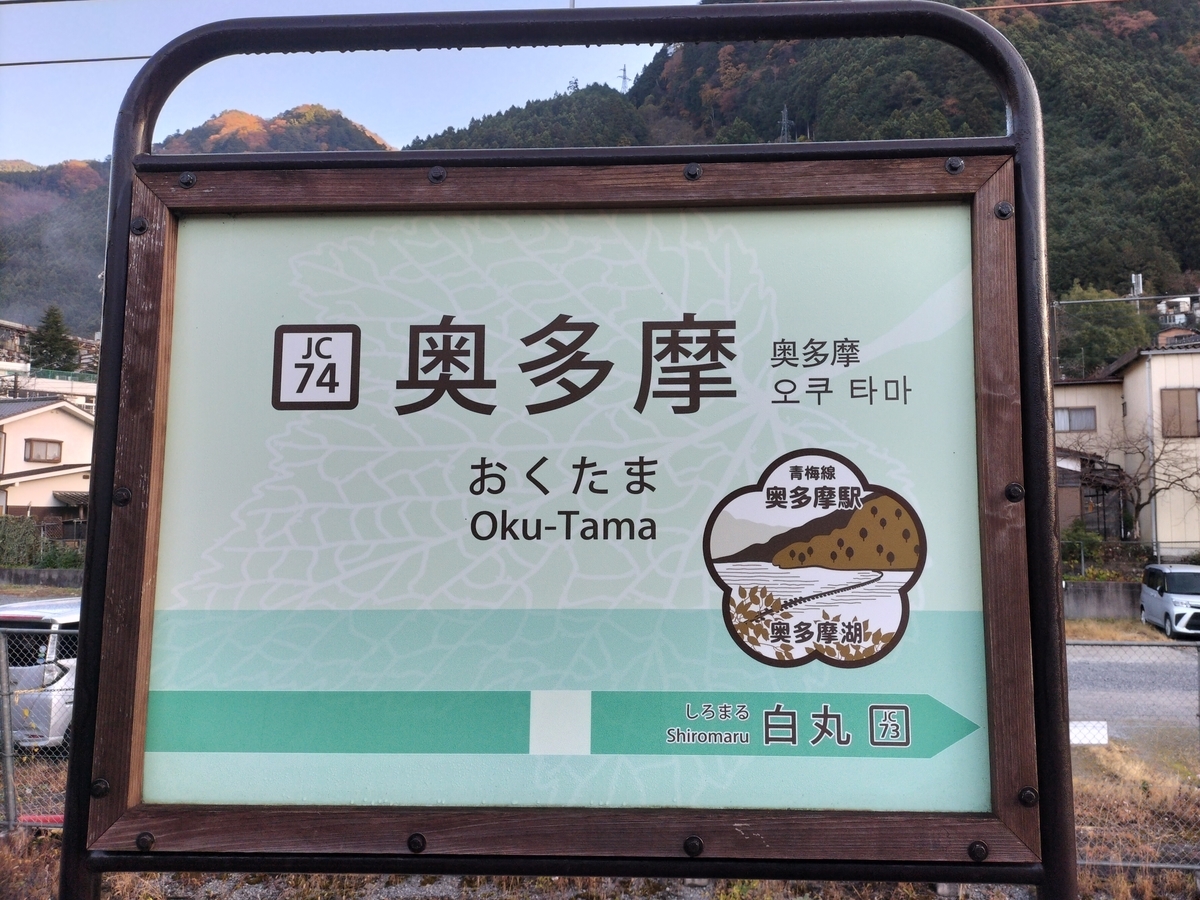 JC
74
奥多摩
奥多摩
오쿠 타마
おくたま
Oku-Tama
青梅線
奥多摩駅
奥多摩湖
しろまる
Shiromaru
白丸
JC
73